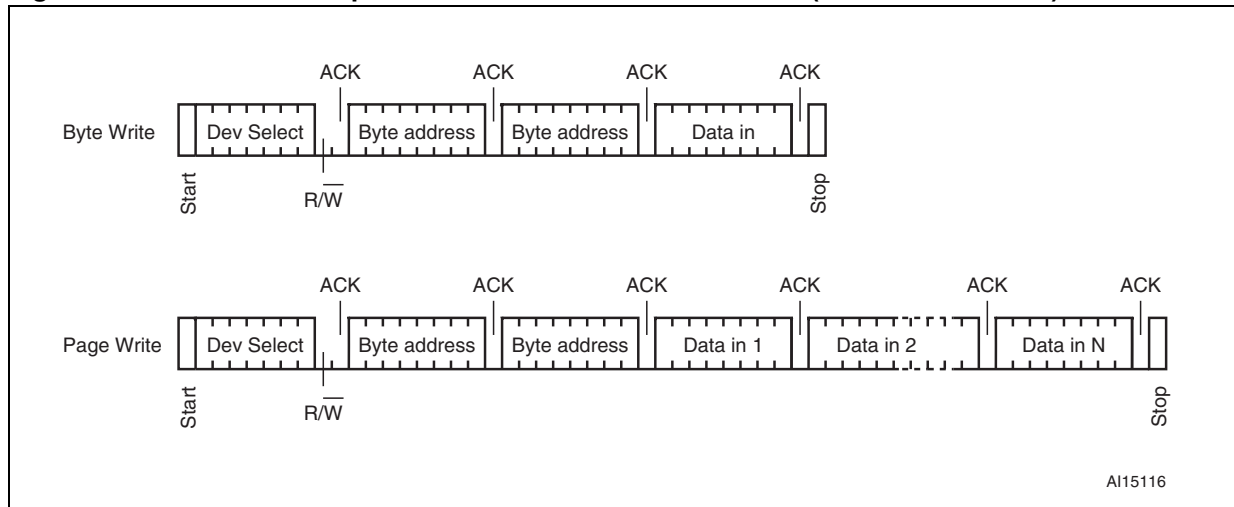 ACK ACK ACK ACK
Byte Write Dev Select Byte address Byte address Data in
Start R/W̅ Stop
ACK ACK ACK ACK ACK ACK
Page Write Dev Select Byte address Byte address Data in 1 Data in 2 Data in N
Start R/W̅ Stop
AI15116